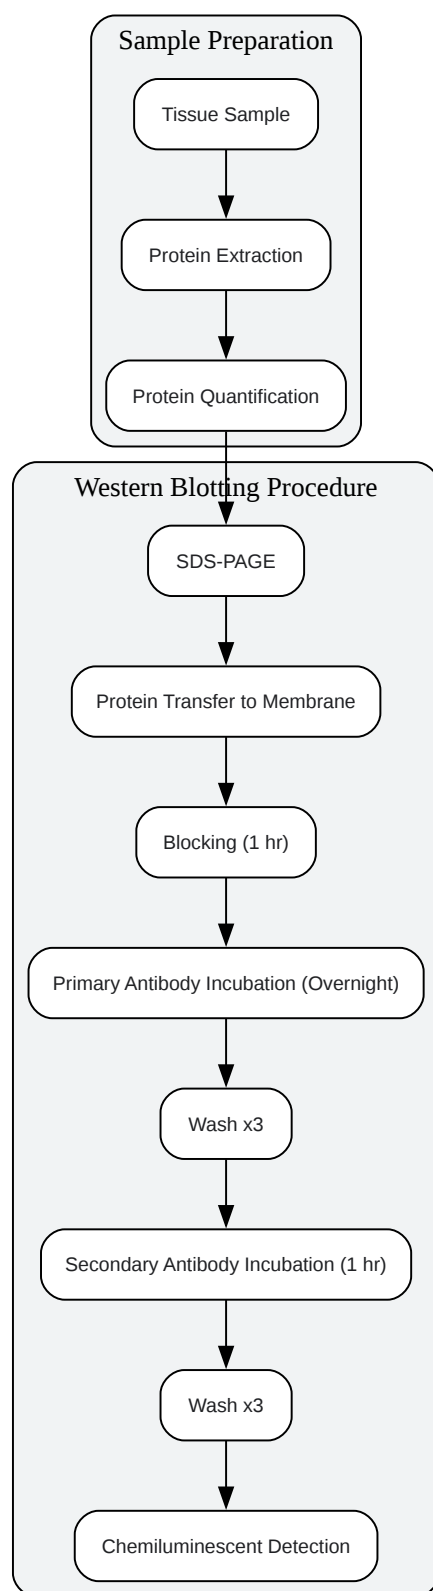 Sample Preparation
Tissue Sample
Protein Extraction
Protein Quantification
Western Blotting Procedure
SDS-PAGE
Protein Transfer to Membrane
Blocking (1 hr)
Primary Antibody Incubation (Overnight)
Wash x3
Secondary Antibody Incubation (1 hr)
Wash x3
Chemiluminescent Detection